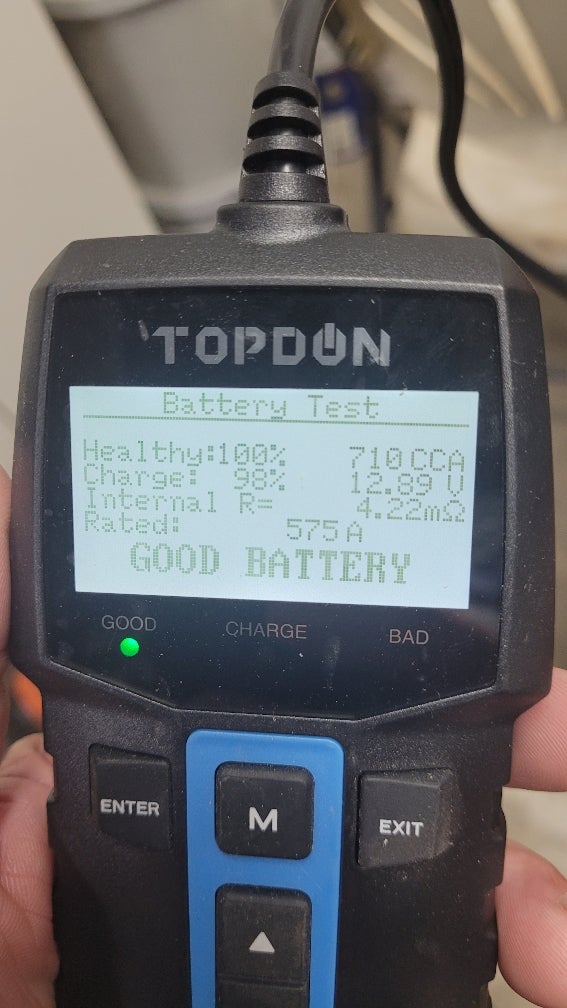 TOPDON
Battery Test
Healthy:100% 710CCA
Charge: 98% 12.89 V
Internal R= 4.22mΩ
Rated: 575A
GOOD BATTERY
GOOD CHARGE BAD
ENTER M EXIT